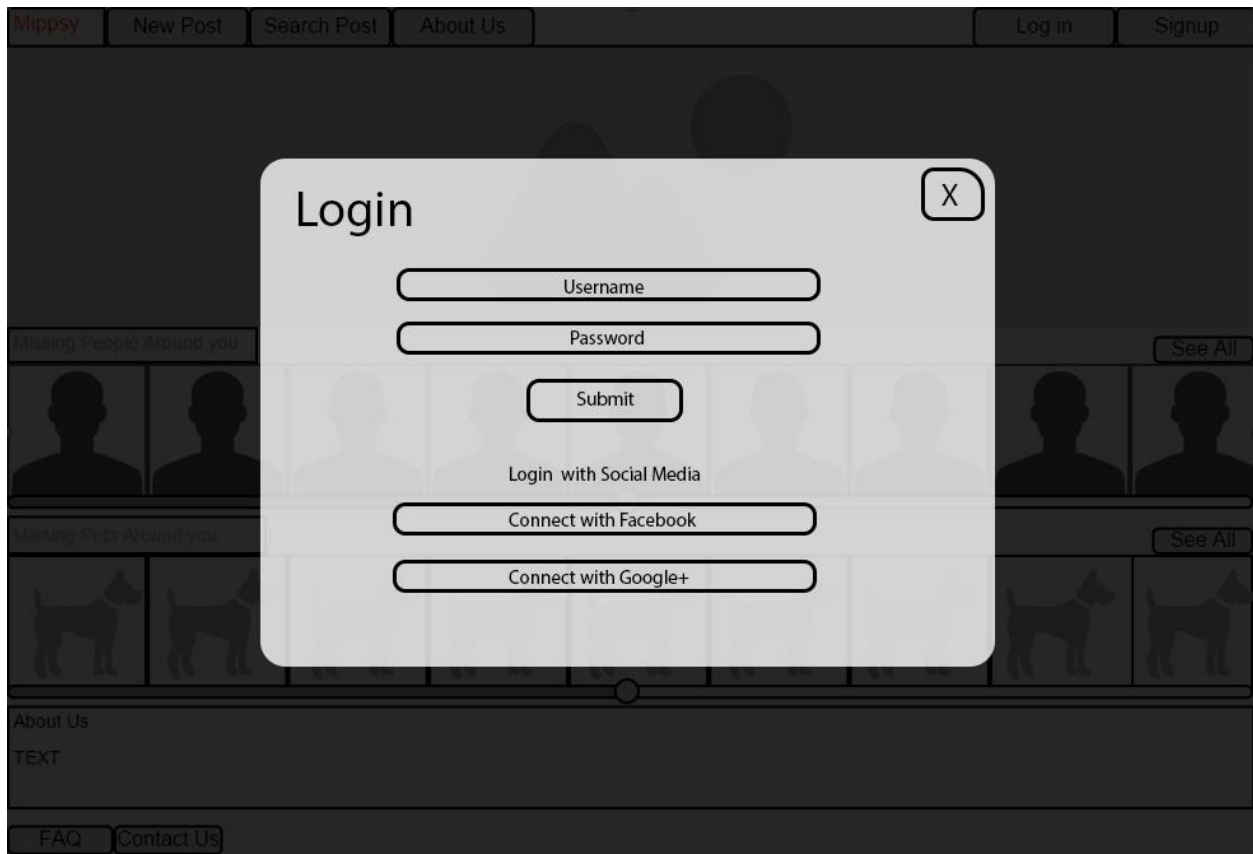 Mippsy New Post Search Post About Us Log in Signup
Login X
Username
Password
Submit
Login with Social Media
Connect with Facebook
Connect with Google+
Missing People Around you See All
Missing Pets Around you See All
About Us
TEXT
FAQ Contact Us